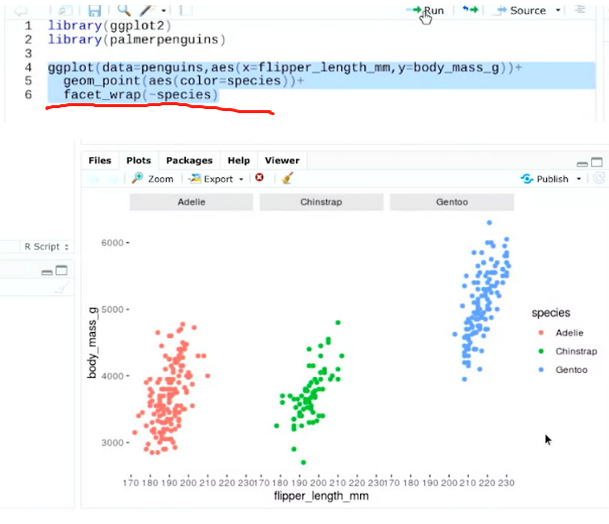 Run Source
1 library(ggplot2)
2 library(palmerpenguins)
3
4 ggplot(data=penguins,aes(x=flipper_length_mm,y=body_mass_g))+
5 geom_point(aes(color=species))+
6 facet_wrap(~species)
Files Plots Packages Help Viewer
Zoom Export Publish
Adelie Chinstrap Gentoo
R Script
6000
5000
4000
3000
body_mass_g
species
Adelie
Chinstrap
Gentoo
170 180 190 200 210 220 230 170 180 190 200 210 220 230 170 180 190 200 210 220 230
flipper_length_mm